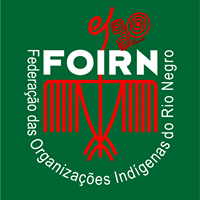 FOIRN
Federação das Organizações Indígenas do Rio Negro